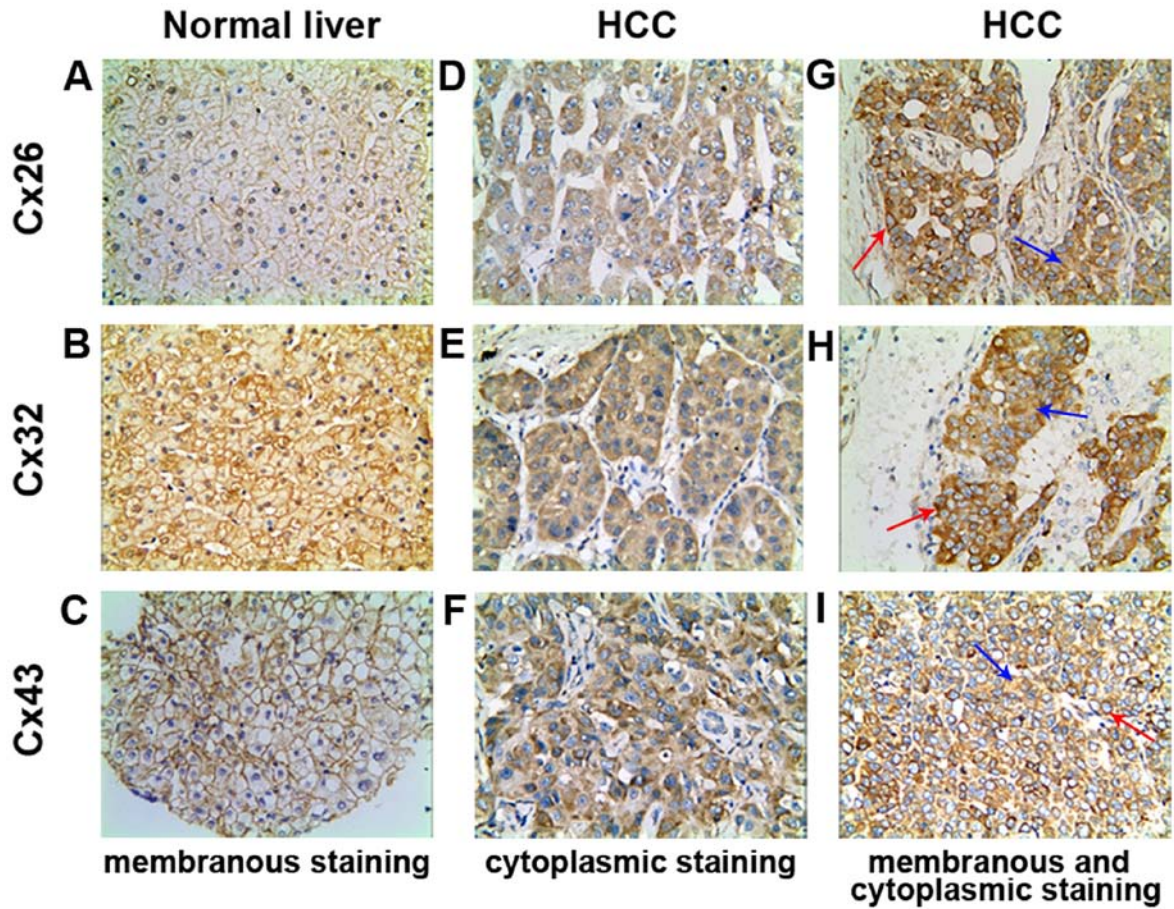 Normal liver
HCC
HCC
A
D
G
Cx26
B
E
H
Cx32
C
F
I
Cx43
membranous staining
cytoplasmic staining
membranous and
cytoplasmic staining